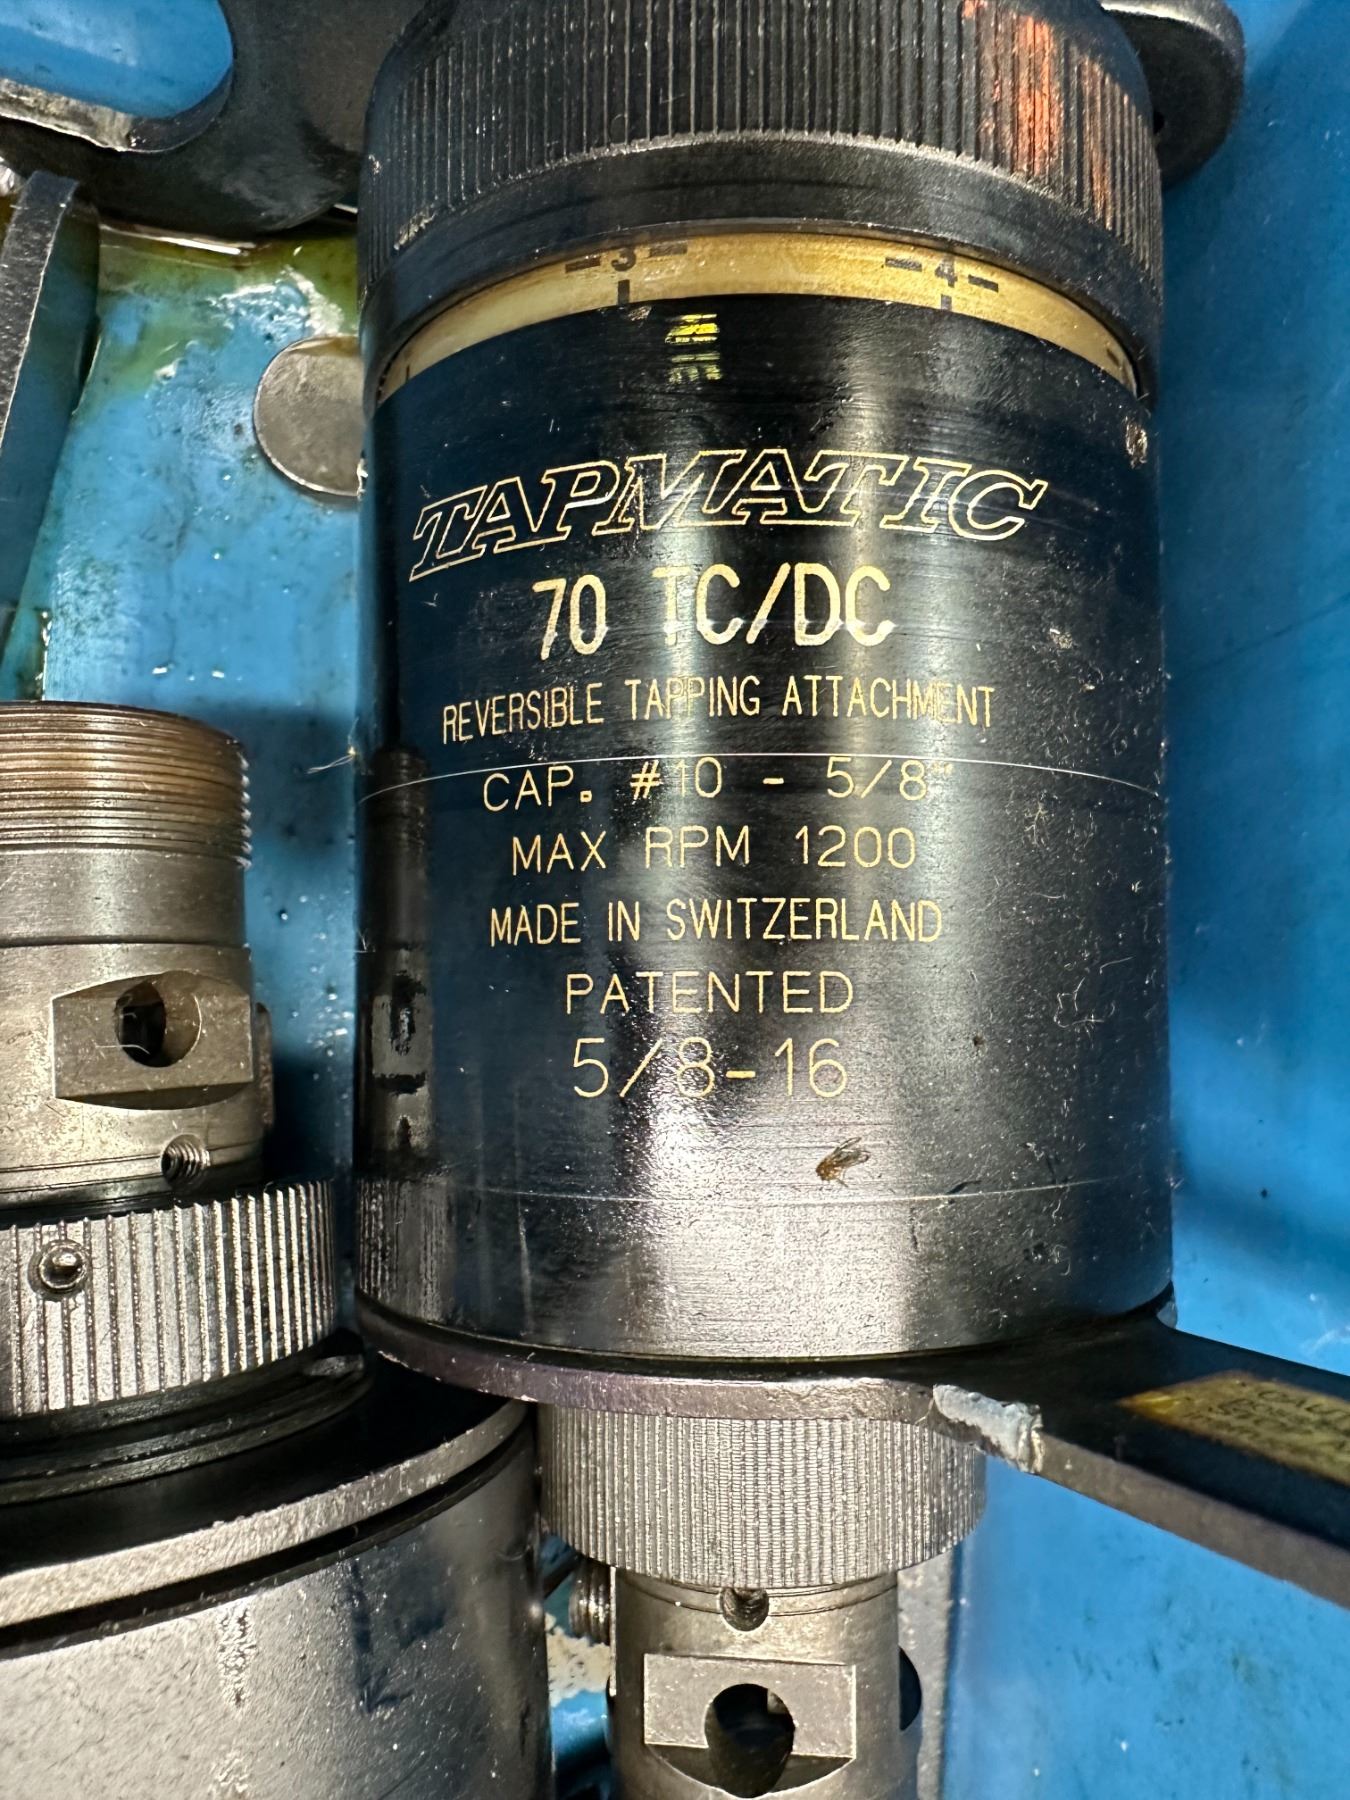 -3-
-4-
TAPMATIC
70 TC/DC
REVERSIBLE TAPPING ATTACHMENT
CAP. #10 - 5/8"
MAX RPM 1200
MADE IN SWITZERLAND
PATENTED
5/8-16